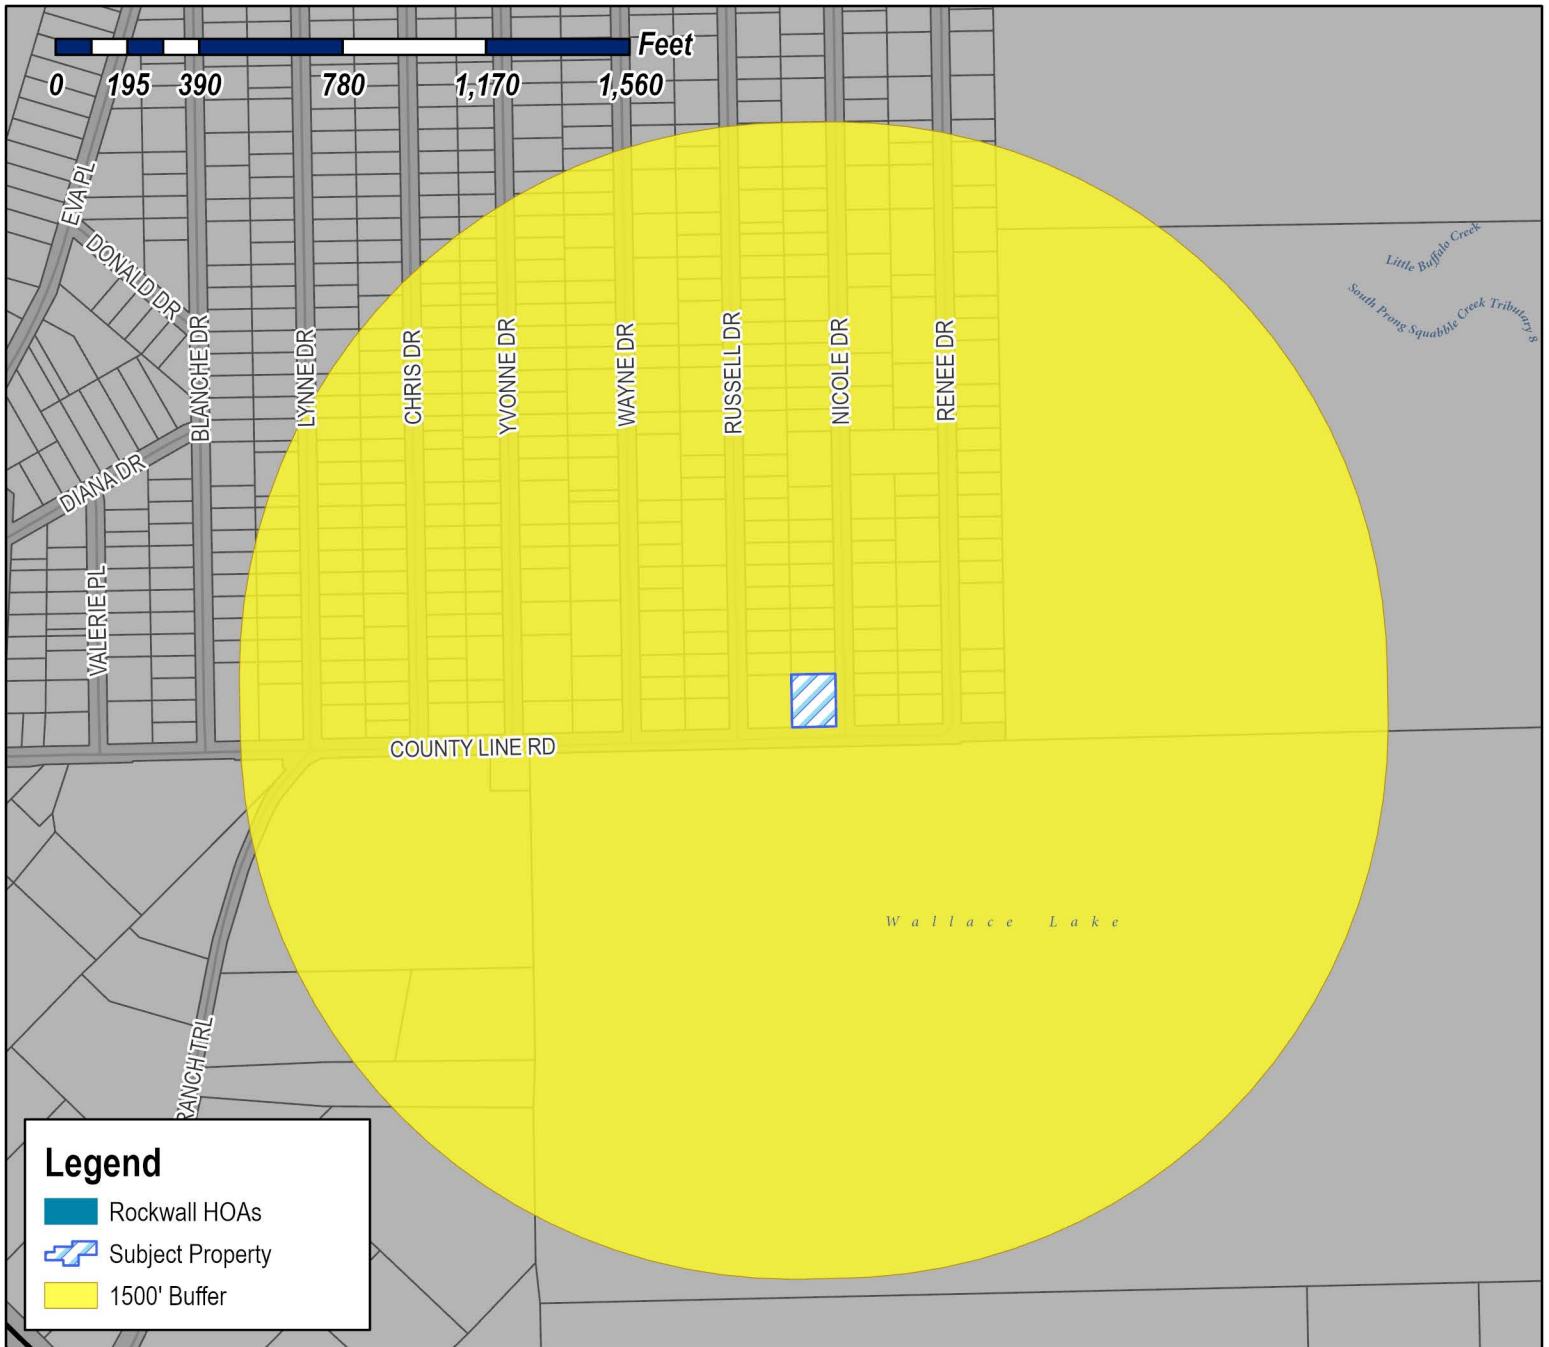 Feet
0 195 390 780 1,170 1,560
EVA PL
DONALD DR
BLANCHE DR
LYNNE DR
CHRIS DR
YVONNE DR
WAYNE DR
RUSSELL DR
NICOLE DR
RENEE DR
Little Buffalo Creek
South Prong Squabble Creek Tributary 8
DIANA DR
VALERIE PL
COUNTY LINE RD
Wallace Lake
RANCH TRL
Legend
Rockwall HOAs
Subject Property
1500' Buffer